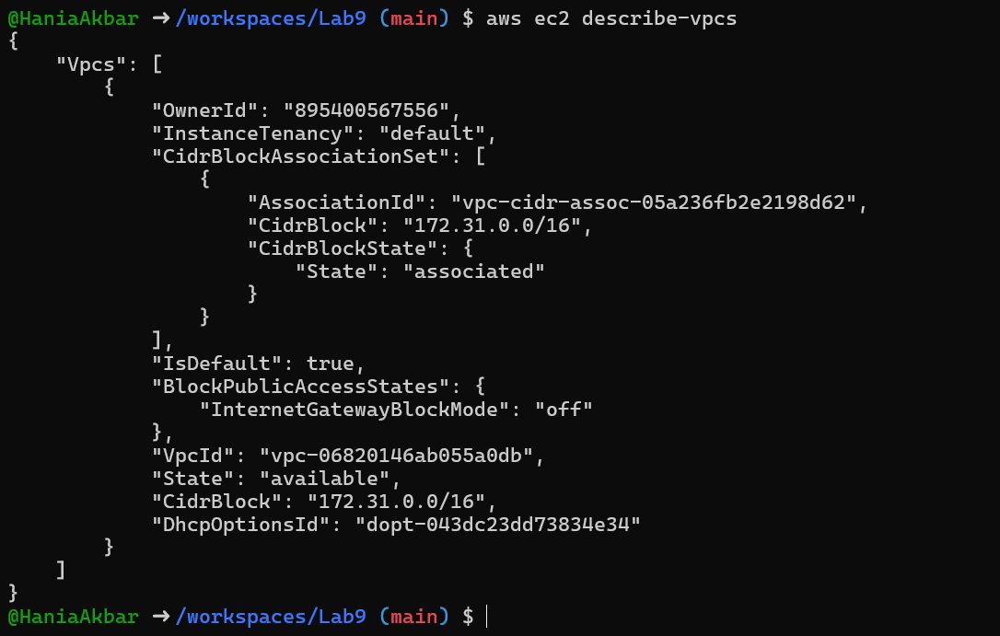 @HaniaAkbar ➜ /workspaces/Lab9 (main) $ aws ec2 describe-vpcs
{
    "Vpcs": [
        {
            "OwnerId": "895400567556",
            "InstanceTenancy": "default",
            "CidrBlockAssociationSet": [
                {
                    "AssociationId": "vpc-cidr-assoc-05a236fb2e2198d62",
                    "CidrBlock": "172.31.0.0/16",
                    "CidrBlockState": {
                        "State": "associated"
                    }
                }
            ],
            "IsDefault": true,
            "BlockPublicAccessStates": {
                "InternetGatewayBlockMode": "off"
            },
            "VpcId": "vpc-06820146ab055a0db",
            "State": "available",
            "CidrBlock": "172.31.0.0/16",
            "DhcpOptionsId": "dopt-043dc23dd73834e34"
        }
    ]
}
@HaniaAkbar ➜ /workspaces/Lab9 (main) $